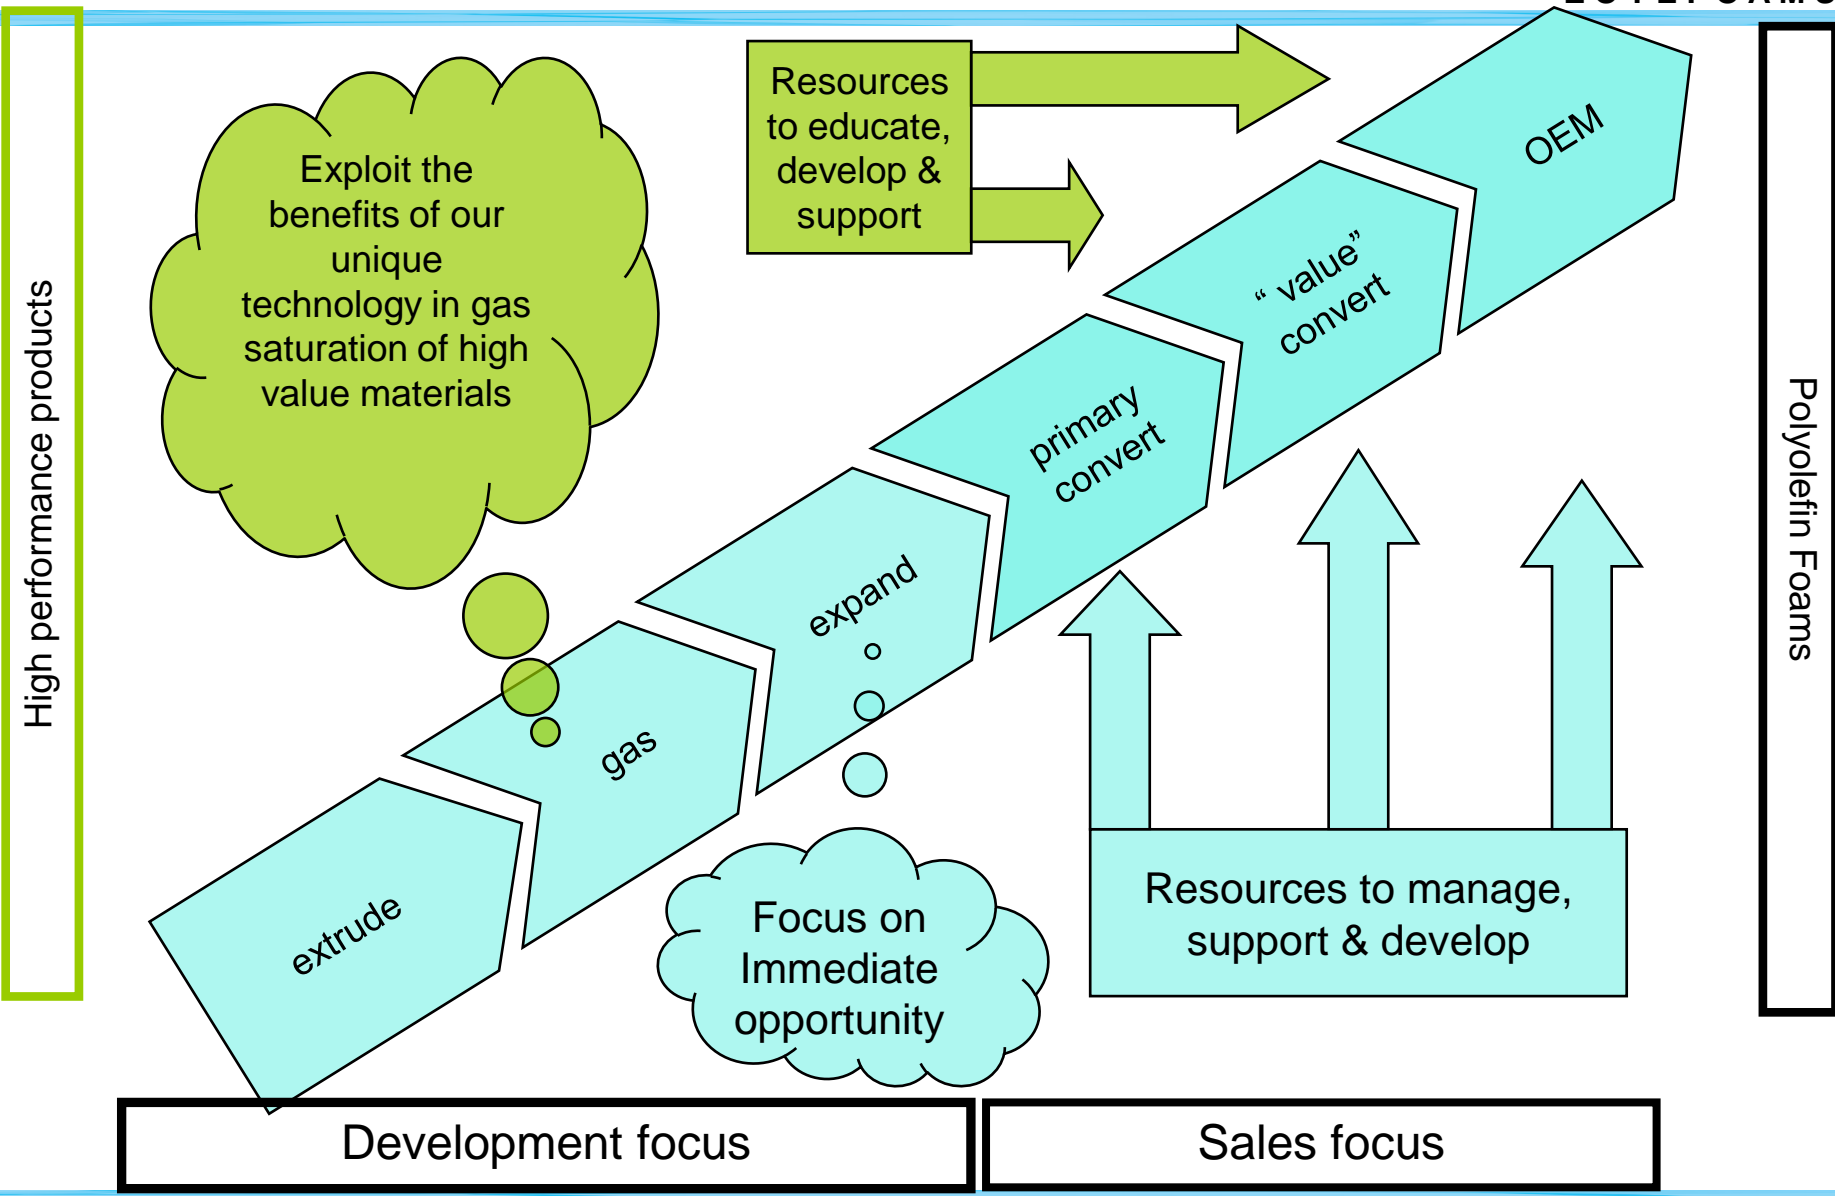 High performance products
Exploit the
benefits of our
unique
technology in gas
saturation of high
value materials
Resources
to educate,
develop &
support
OEM
“ value”
convert
primary
convert
expand
gas
extrude
Focus on
Immediate
opportunity
Resources to manage,
support & develop
Polyolefin Foams
Development focus
Sales focus